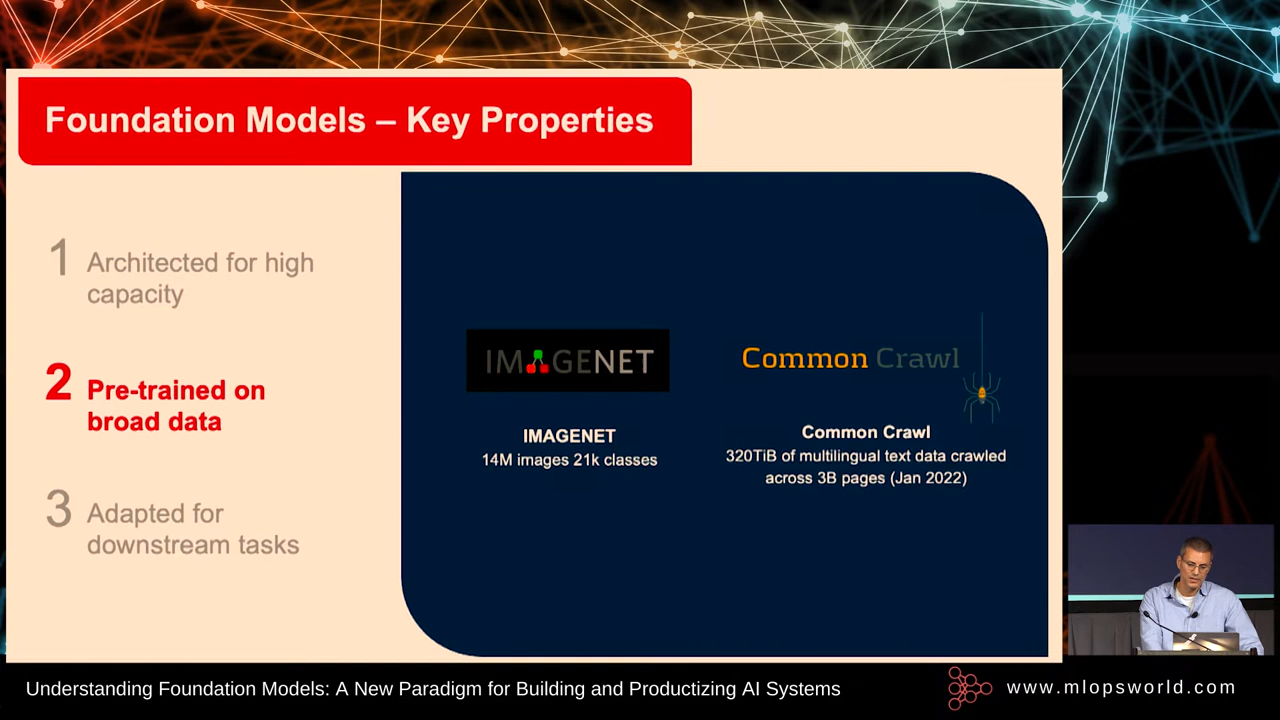 Foundation Models – Key Properties
1 Architected for high
capacity
2 Pre-trained on
broad data
3 Adapted for
downstream tasks
IMAGENET
IMAGENET
14M images 21k classes
Common Crawl
Common Crawl
320TiB of multilingual text data crawled
across 3B pages (Jan 2022)
Understanding Foundation Models: A New Paradigm for Building and Productizing AI Systems
www.mlopsworld.com